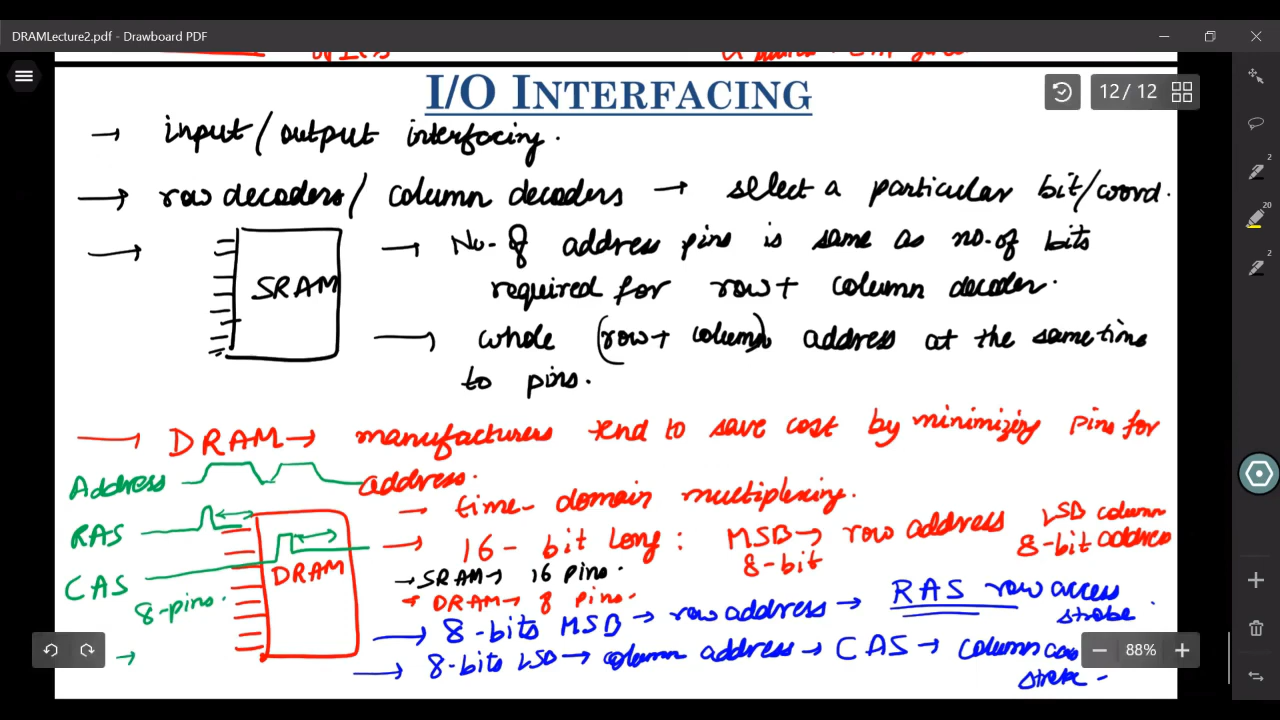 DRAMLecture2.pdf - Drawboard PDF
I/O INTERFACING
12 / 12
→ input/output interfacing.
→ row decoders/ column decoders → select a particular bit/word.
→ SRAM → No. of address pins is same as no. of bits
required for row+ column decoder.
→ whole (row+ column) address at the same time
to pins.
→ DRAM → manufacturers tend to save cost by minimizing pins for
address.
Address
→ time-domain multiplexing.
RAS
→ 16-bit long: MSB → row address LSD column
8-bit 8-bit address
CAS
DRAM
→ SRAM → 16 pins.
→ DRAM → 8 pins.
8-pins.
→ 8-bits MSB → row address → RAS row access
strobe.
→ 8-bits LSD → column address → CAS → column
strobe -
88%
2
20
2